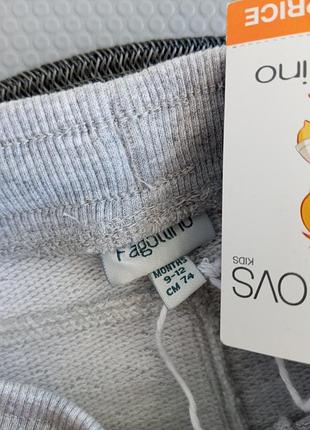 PRICE
ino
OVS
KIDS
Fagottino
MONTHS
9-12
CM 74